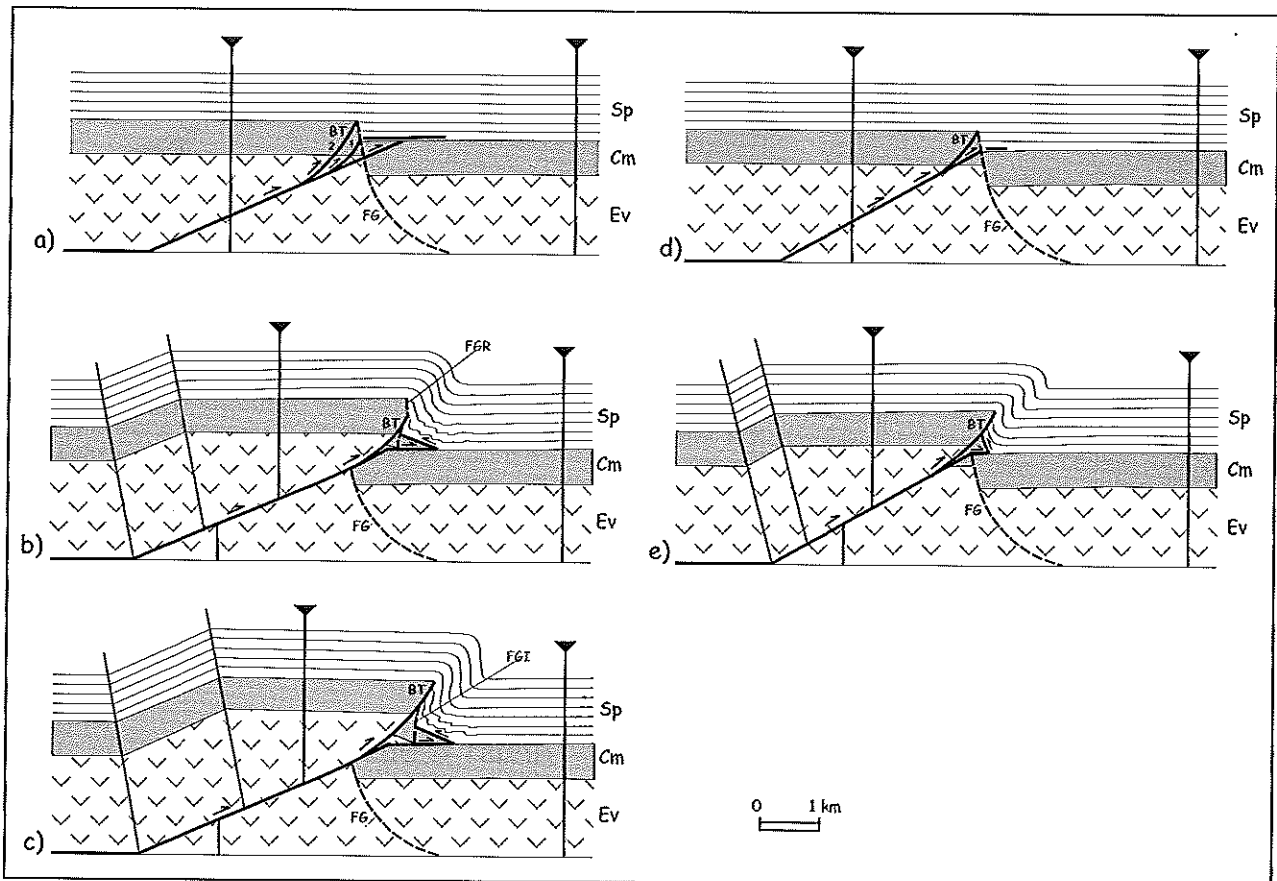 BT
2
1
FG
Sp
Cm
Ev
a)
BT
FG
Sp
Cm
Ev
d)
FGR
BT
FG
Sp
Cm
Ev
b)
BT
FG
Sp
Cm
Ev
e)
FGI
BT
FG
Sp
Cm
Ev
c)
0 1 km